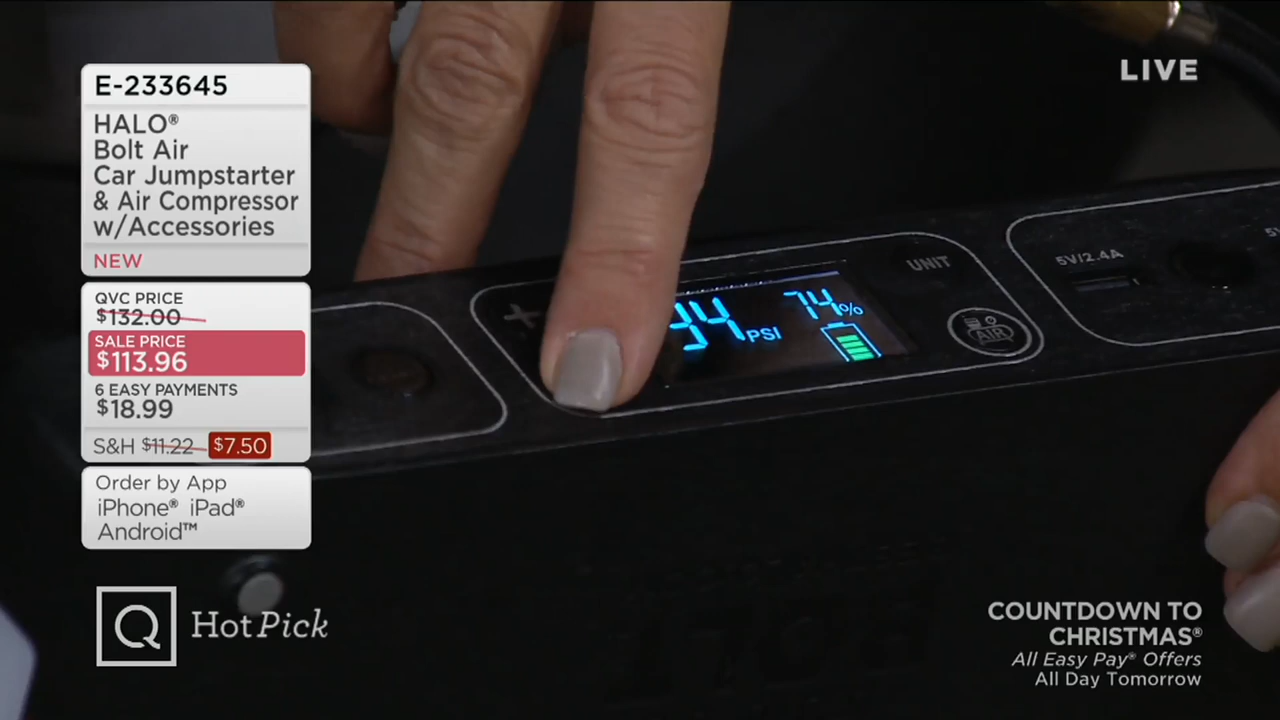 E-233645
HALO®
Bolt Air
Car Jumpstarter
& Air Compressor
w/Accessories
NEW
QVC PRICE
$132.00
SALE PRICE
$113.96
6 EASY PAYMENTS
$18.99
S&H $11.22 $7.50
Order by App
iPhone® iPad®
Android™
Q HotPick
LIVE
+
PSI
74%
UNIT
AIR
5V/2.4A
COUNTDOWN TO
CHRISTMAS®
All Easy Pay® Offers
All Day Tomorrow